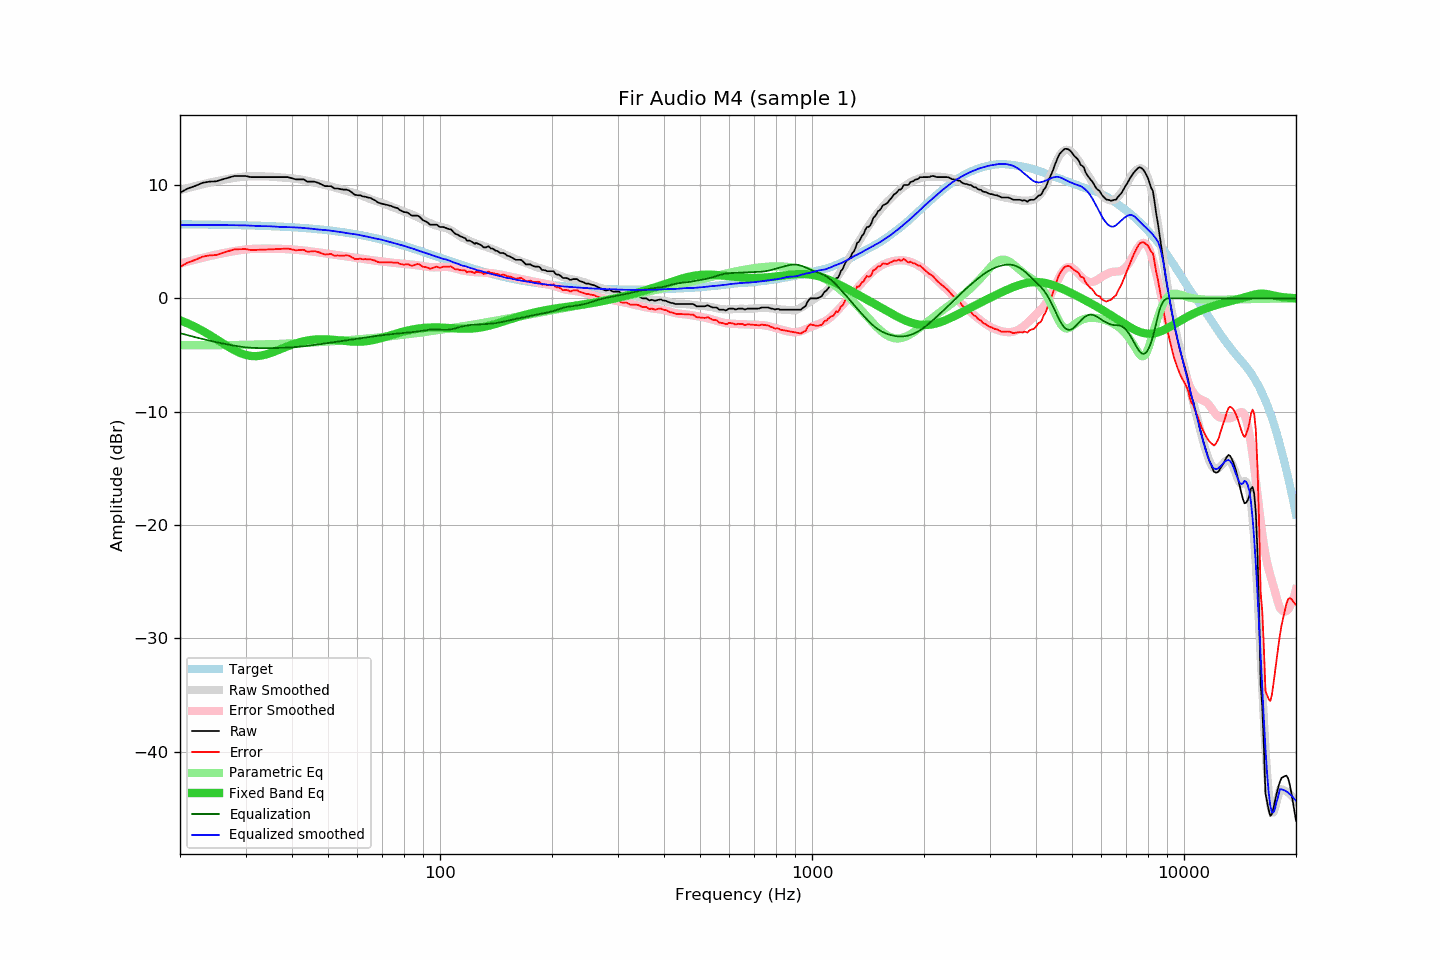 Fir Audio M4 (sample 1)
10
0
−10
−20
−30
−40
Amplitude (dBr)
Target
Raw Smoothed
Error Smoothed
Raw
Error
Parametric Eq
Fixed Band Eq
Equalization
Equalized smoothed
100
1000
10000
Frequency (Hz)